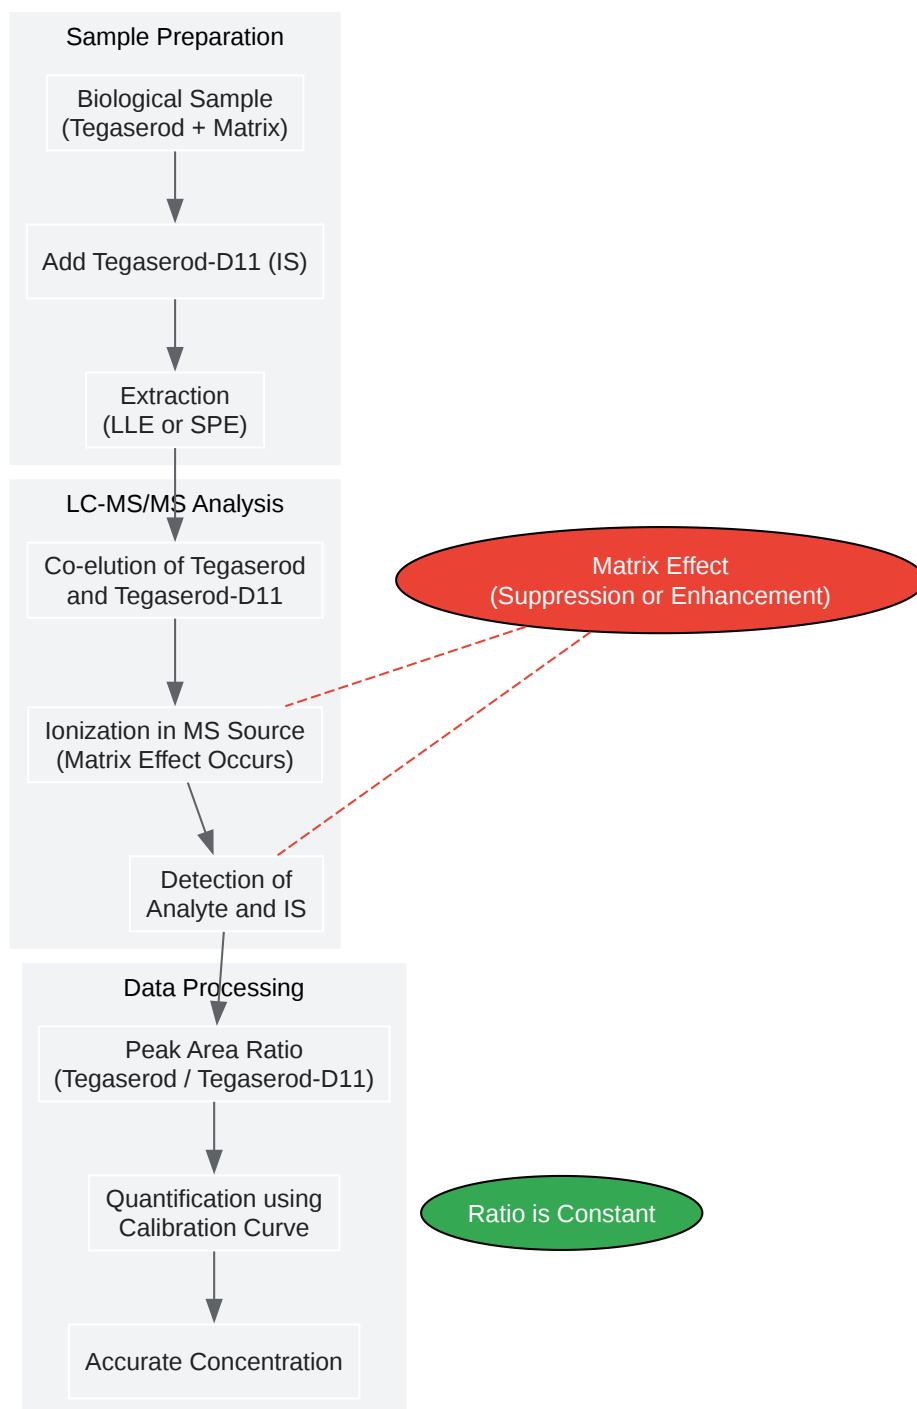 Sample Preparation
Biological Sample
(Tegaserod + Matrix)
Add Tegaserod-D11 (IS)
Extraction
(LLE or SPE)
LC-MS/MS Analysis
Co-elution of Tegaserod
and Tegaserod-D11
Matrix Effect
(Suppression or Enhancement)
Ionization in MS Source
(Matrix Effect Occurs)
Detection of
Analyte and IS
Data Processing
Peak Area Ratio
(Tegaserod / Tegaserod-D11)
Quantification using
Calibration Curve
Ratio is Constant
Accurate Concentration